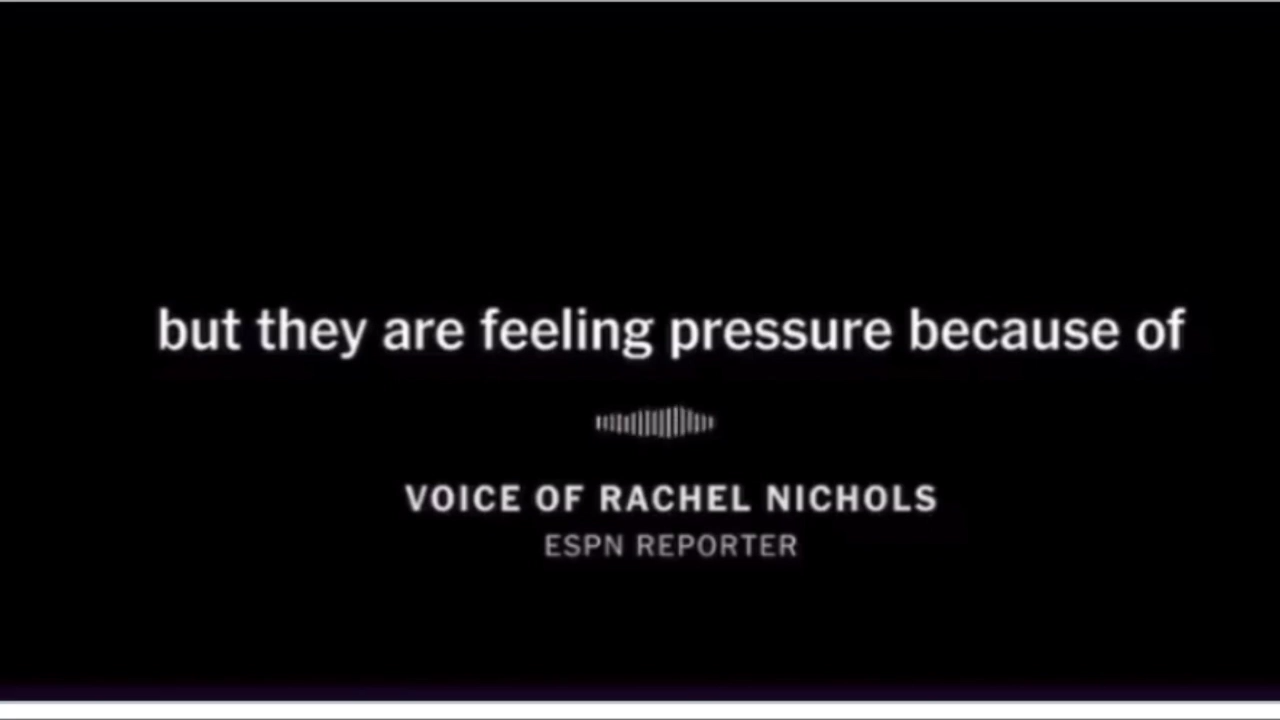 but they are feeling pressure because of
VOICE OF RACHEL NICHOLS
ESPN REPORTER